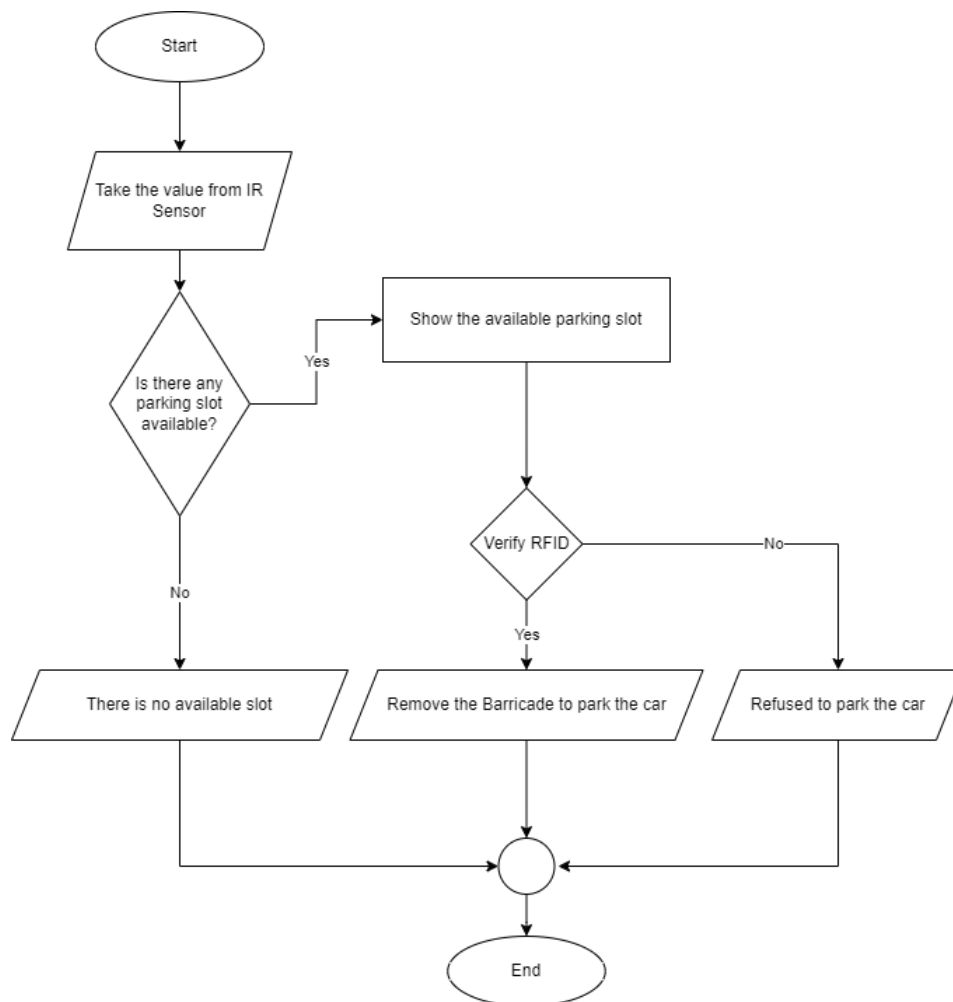 Start
Take the value from IR
Sensor
Show the available parking slot
Yes
Is there any
parking slot
available?
Verify RFID
No
No
Yes
There is no available slot
Remove the Barricade to park the car
Refused to park the car
End